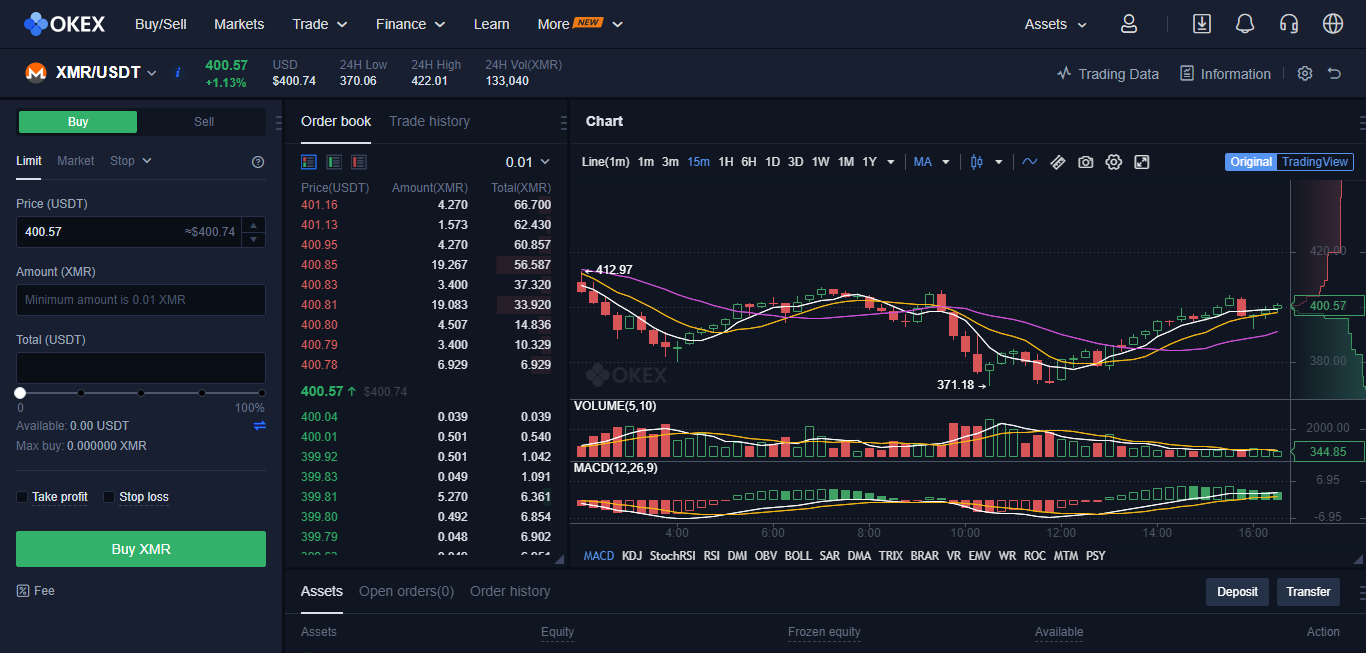 OKEX Buy/Sell Markets Trade Finance Learn More NEW Assets
XMR/USDT i 400.57 +1.13% USD $400.74 24H Low 370.06 24H High 422.01 24H Vol(XMR) 133,040 Trading Data Information
Buy Sell
Limit Market Stop ?
Price (USDT)
400.57 ≈$400.74
Amount (XMR)
Minimum amount is 0.01 XMR
Total (USDT)
0 100%
Available: 0.00 USDT
Max buy: 0.000000 XMR
Take profit Stop loss
Buy XMR
Fee
Order book Trade history
0.01
Price(USDT) Amount(XMR) Total(XMR)
401.16 4.270 66.700
401.13 1.573 62.430
400.95 4.270 60.857
400.85 19.267 56.587
400.83 3.400 37.320
400.81 19.083 33.920
400.80 4.507 14.836
400.79 3.400 10.329
400.78 6.929 6.929
400.57 ↑ $400.74
400.04 0.039 0.039
400.01 0.501 0.540
399.92 0.501 1.042
399.83 0.049 1.091
399.81 5.270 6.361
399.80 0.492 6.854
399.79 0.048 6.902
Chart
Line(1m) 1m 3m 15m 1H 6H 1D 3D 1W 1M 1Y MA Original TradingView
420.00
412.97
400.57
380.00
OKEX
371.18
VOLUME(5,10)
2000.00
344.85
MACD(12,26,9)
6.95
-6.95
4:00 6:00 8:00 10:00 12:00 14:00 16:00
MACD KDJ StochRSI RSI DMI OBV BOLL SAR DMA TRIX BRAR VR EMV WR ROC MTM PSY
Assets Open orders(0) Order history Deposit Transfer
Assets Equity Frozen equity Available Action